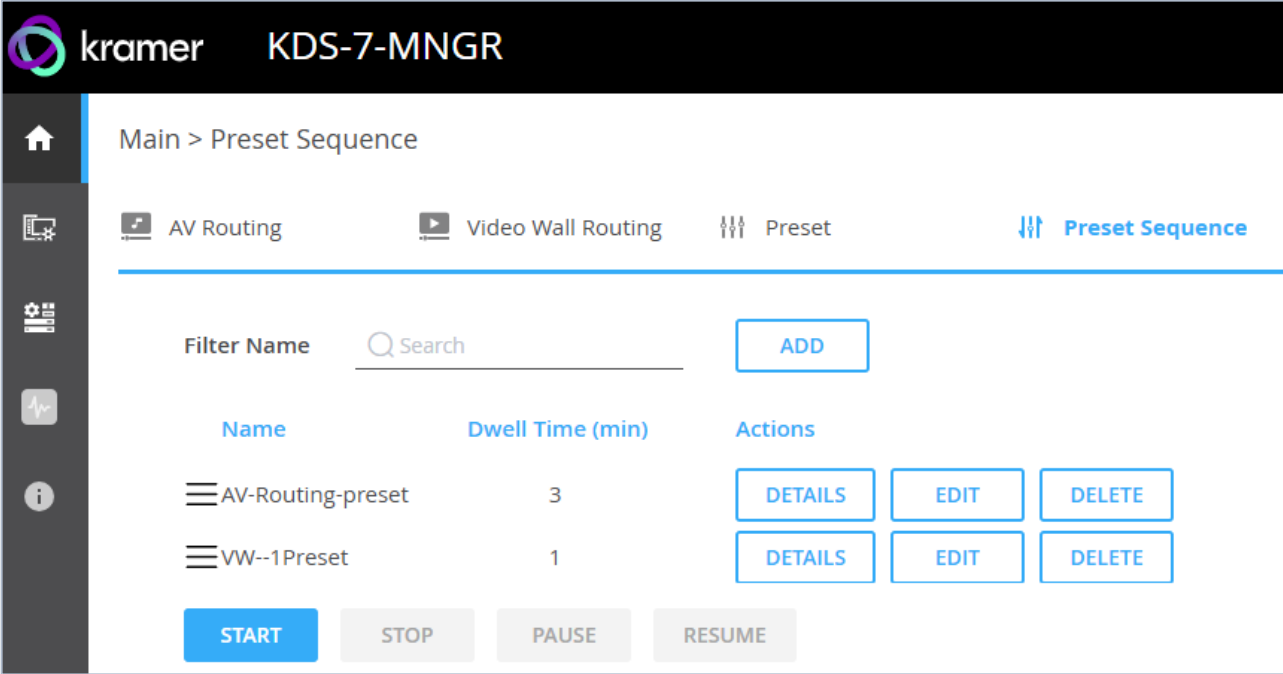 kramer KDS-7-MNGR
Main > Preset Sequence
AV Routing Video Wall Routing Preset Preset Sequence
Filter Name Search ADD
Name Dwell Time (min) Actions
AV-Routing-preset 3 DETAILS EDIT DELETE
VW--1Preset 1 DETAILS EDIT DELETE
START STOP PAUSE RESUME